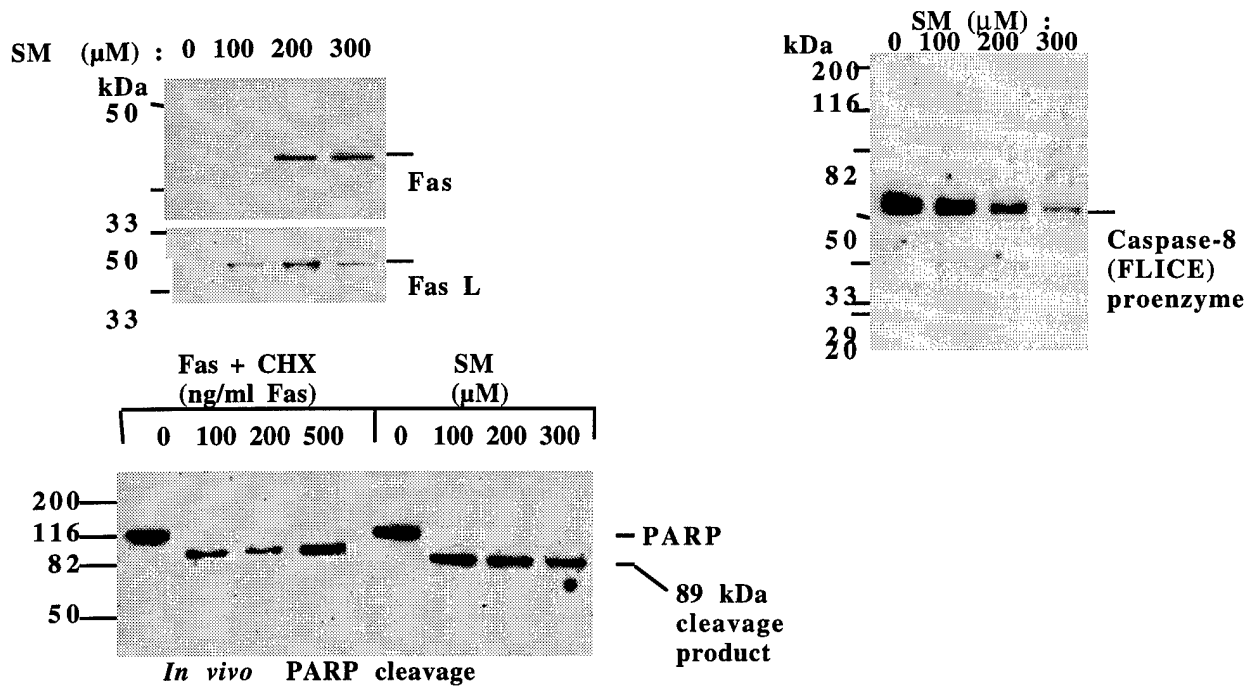 SM (µM) : 0 100 200 300
kDa
50
Fas
33
50
Fas L
33
SM (µM) :
kDa
0 100 200 300
200
116
82
50
33
29
20
Caspase-8
(FLICE)
proenzyme
Fas + CHX
(ng/ml Fas)
SM
(µM)
0 100 200 500 0 100 200 300
200
116
82
50
PARP
89 kDa
cleavage
product
In vivo PARP cleavage